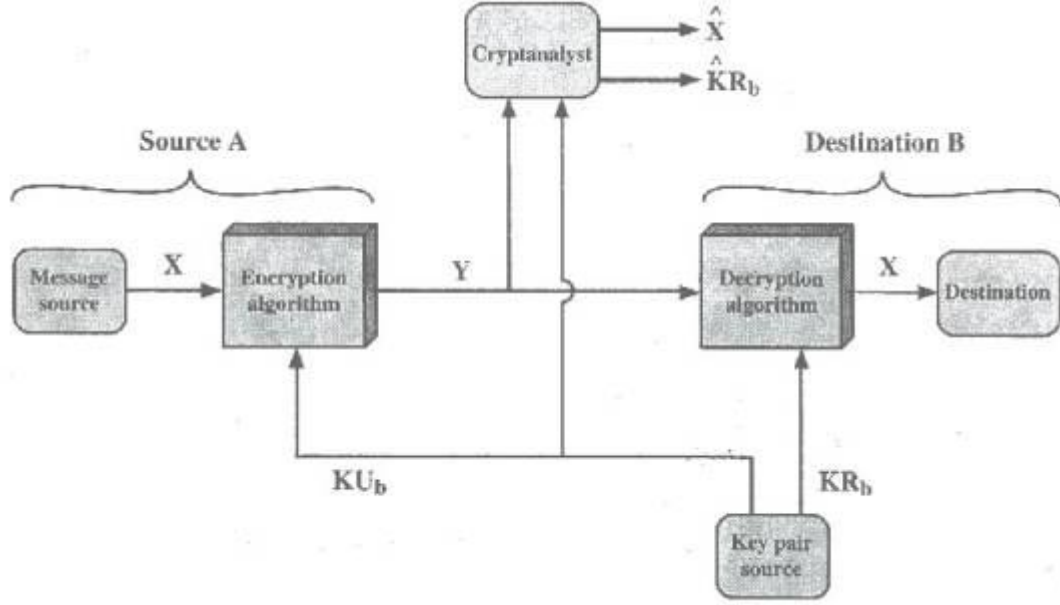 Cryptanalyst
X̂
K̂R_b
Source A
Destination B
Message
source
X
Encryption
algorithm
Y
Decryption
algorithm
X
Destination
KU_b
KR_b
Key pair
source